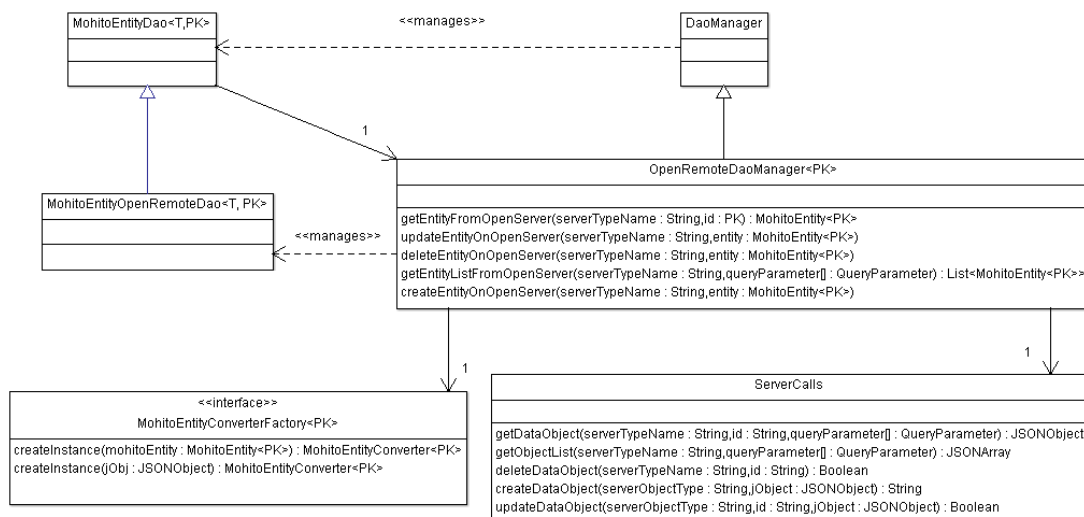 MohitoEntityDao<T,PK>
<<manages>>
DaoManager
1
OpenRemoteDaoManager<PK>
getEntityFromOpenServer(serverTypeName : String,id : PK) : MohitoEntity<PK>
updateEntityOnOpenServer(serverTypeName : String,entity : MohitoEntity<PK>)
deleteEntityOnOpenServer(serverTypeName : String,entity : MohitoEntity<PK>)
getEntityListFromOpenServer(serverTypeName : String,queryParameter[] : QueryParameter) : List<MohitoEntity<PK>>
createEntityOnOpenServer(serverTypeName : String,entity : MohitoEntity<PK>)
MohitoEntityOpenRemoteDao<T, PK>
<<manages>>
1
1
<<interface>>
MohitoEntityConverterFactory<PK>
createInstance(mohitoEntity : MohitoEntity<PK>) : MohitoEntityConverter<PK>
createInstance(jObj : JSONObject) : MohitoEntityConverter<PK>
ServerCalls
getDataObject(serverTypeName : String,id : String,queryParameter[] : QueryParameter) : JSONObject
getObjectList(serverTypeName : String,queryParameter[] : QueryParameter) : JSONArray
deleteDataObject(serverTypeName : String,id : String) : Boolean
createDataObject(serverObjectType : String,jObject : JSONObject) : String
updateDataObject(serverObjectType : String,id : String,jObject : JSONObject) : Boolean